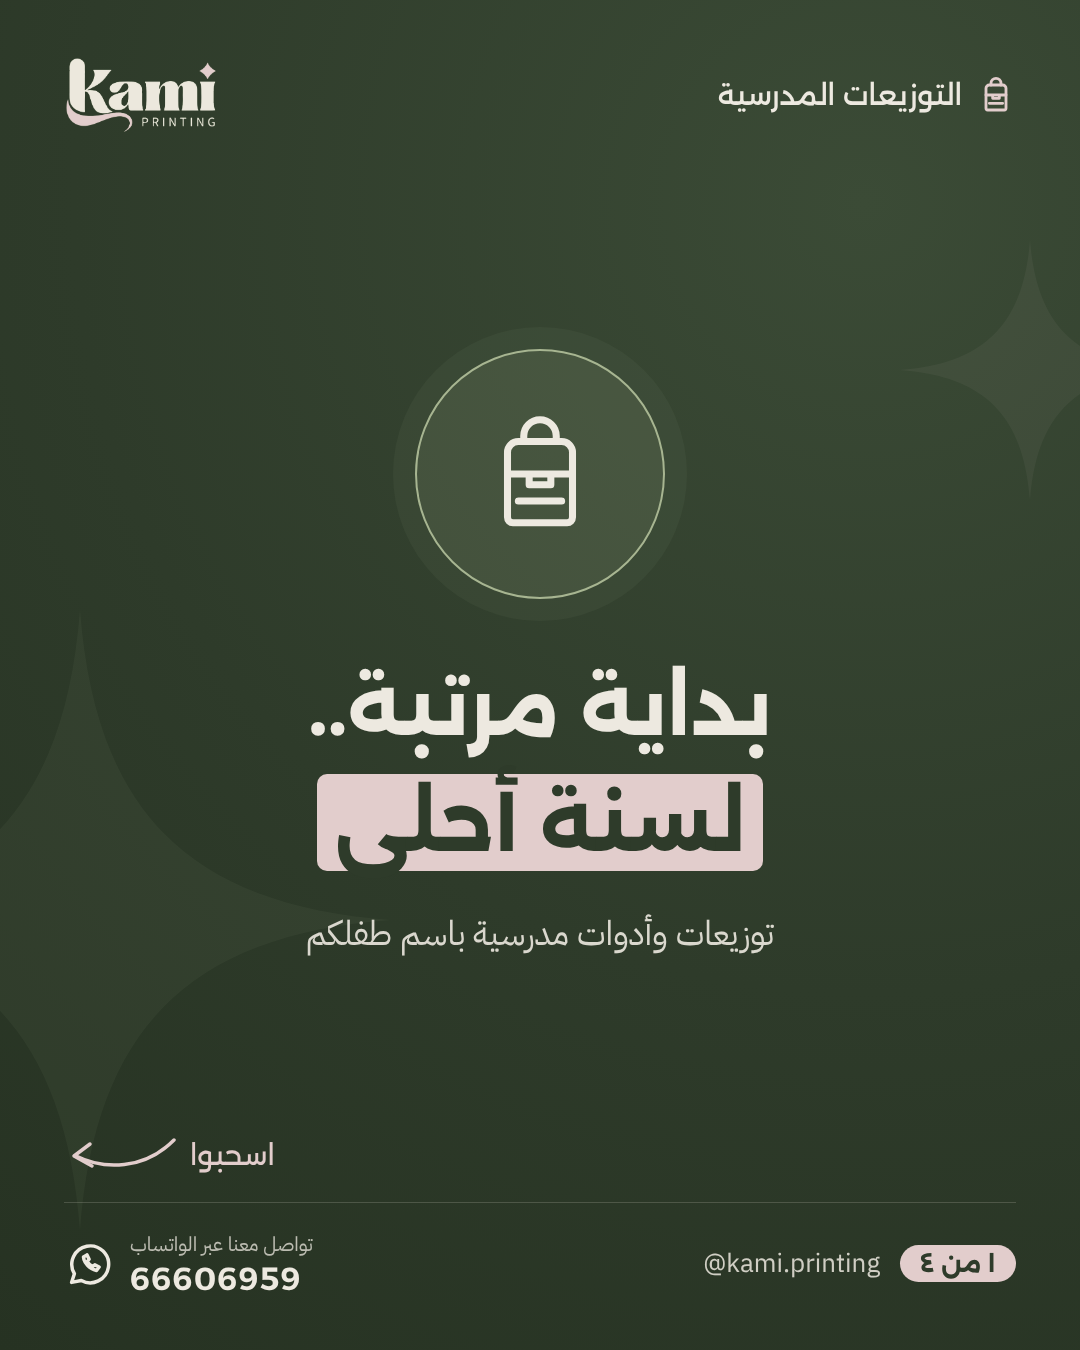 التوزيعات المدرسية
kami
PRINTING
بداية مرتبة..
لسنة أحلى
توزيعات وأدوات مدرسية باسم طفلكم
اسحبوا
١ من ٤
@kami.printing
تواصل معنا عبر الواتساب
66606959